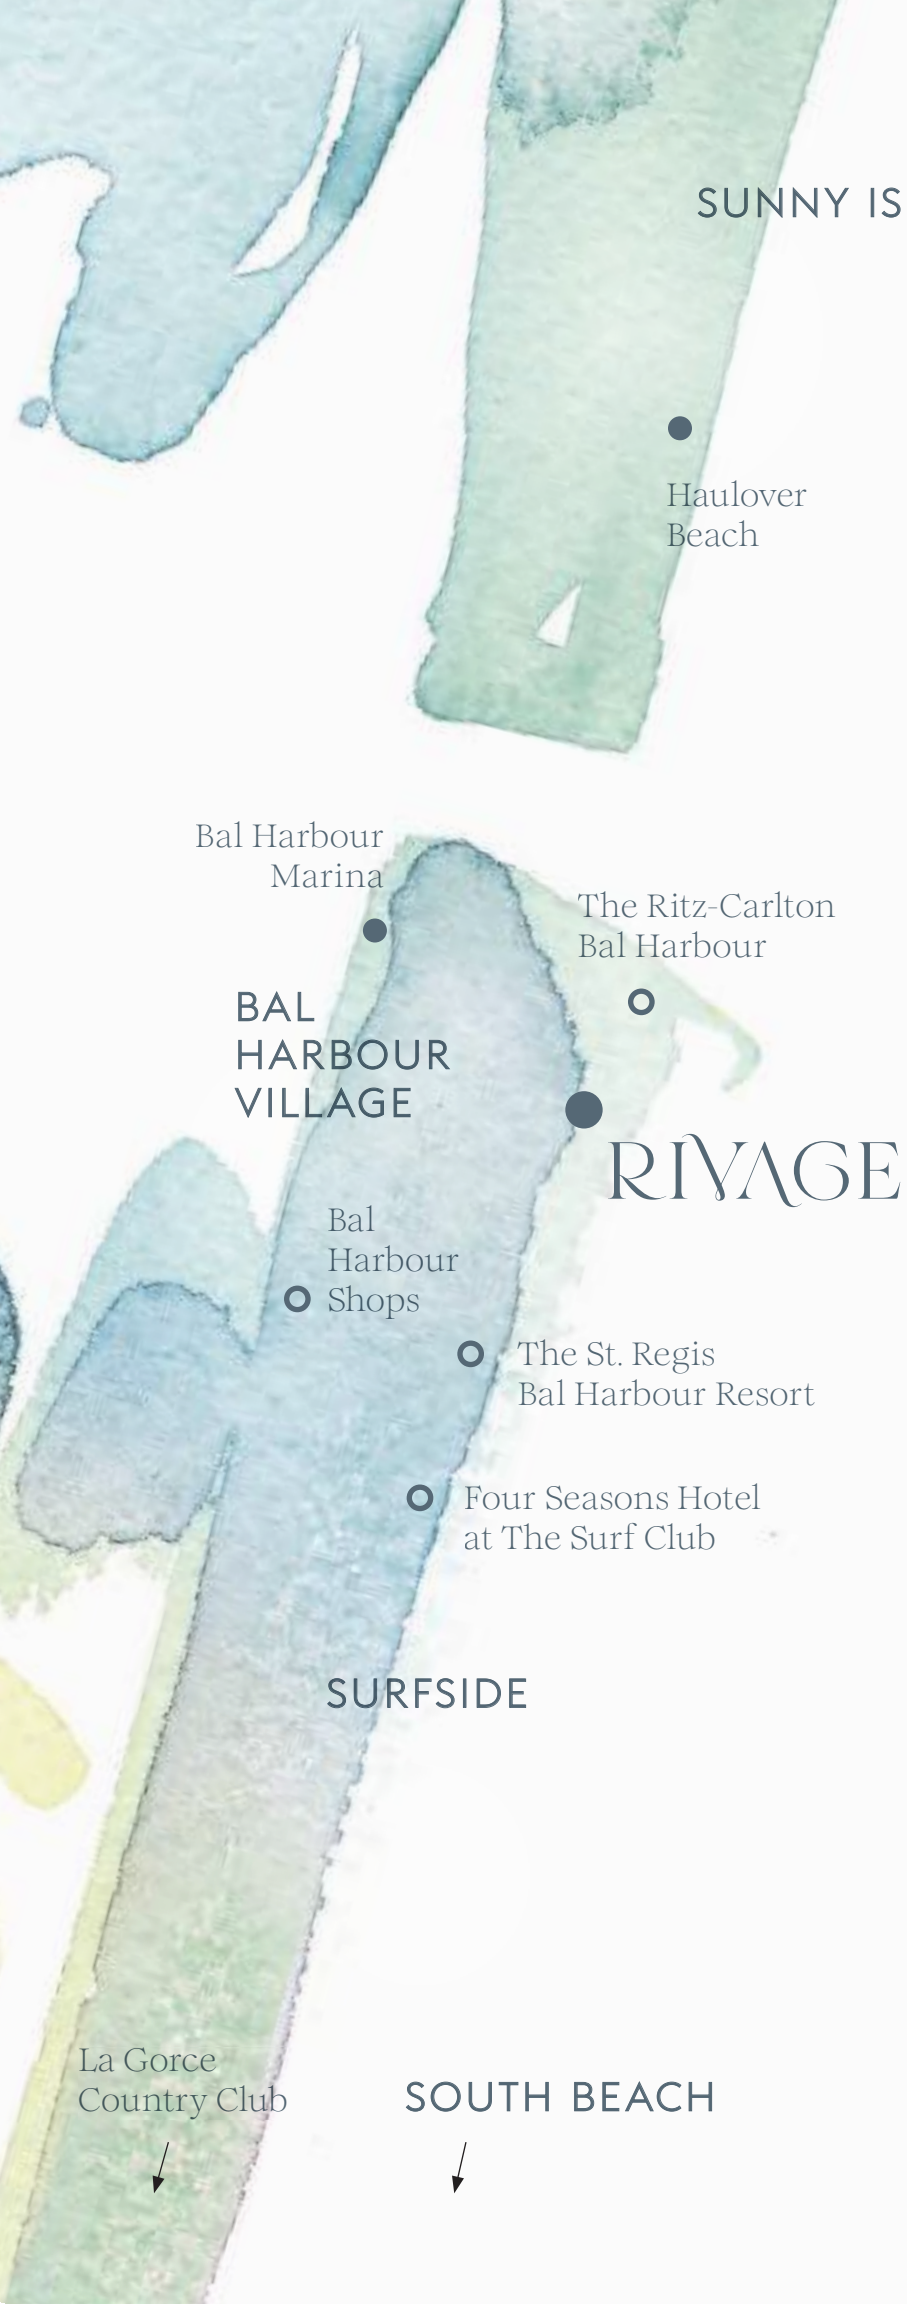 SUNNY IS
Haulover
Beach
Bal Harbour
Marina
The Ritz-Carlton
Bal Harbour
BAL
HARBOUR
VILLAGE
RIVAGE
Bal
Harbour
Shops
The St. Regis
Bal Harbour Resort
Four Seasons Hotel
at The Surf Club
SURFSIDE
La Gorce
Country Club
SOUTH BEACH